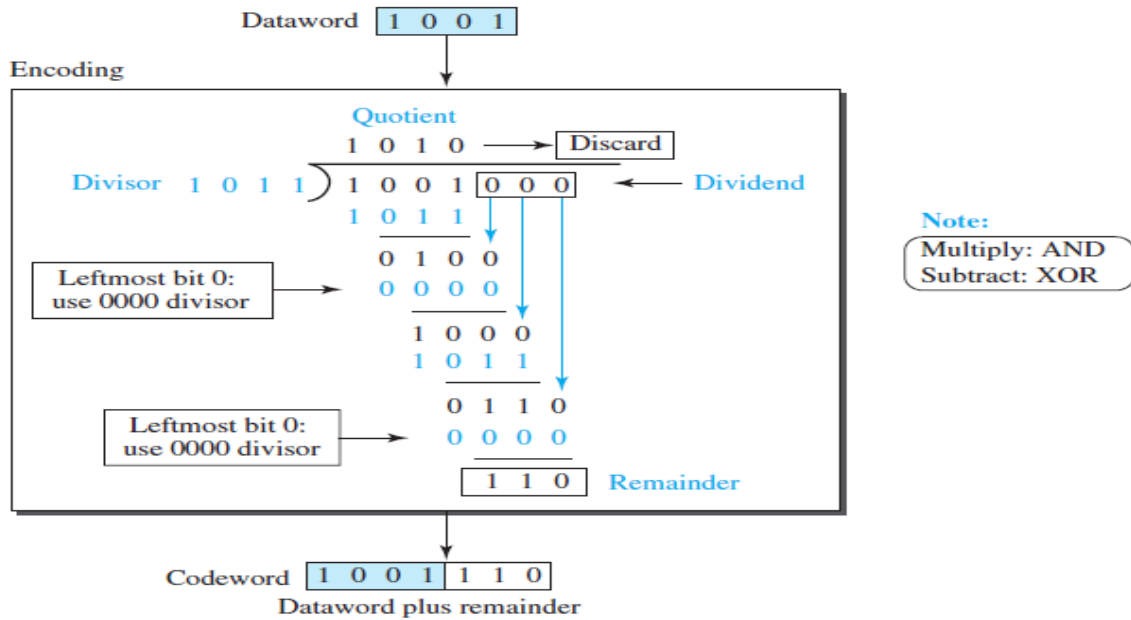 Dataword 1 0 0 1
Encoding
Quotient
1 0 1 0 Discard
Divisor 1 0 1 1 1 0 0 1 0 0 0 Dividend
1 0 1 1
0 1 0 0
Leftmost bit 0:
use 0000 divisor
0 0 0 0
1 0 0 0
1 0 1 1
0 1 1 0
Leftmost bit 0:
use 0000 divisor
0 0 0 0
1 1 0 Remainder
Note:
Multiply: AND
Subtract: XOR
Codeword 1 0 0 1 1 1 0
Dataword plus remainder